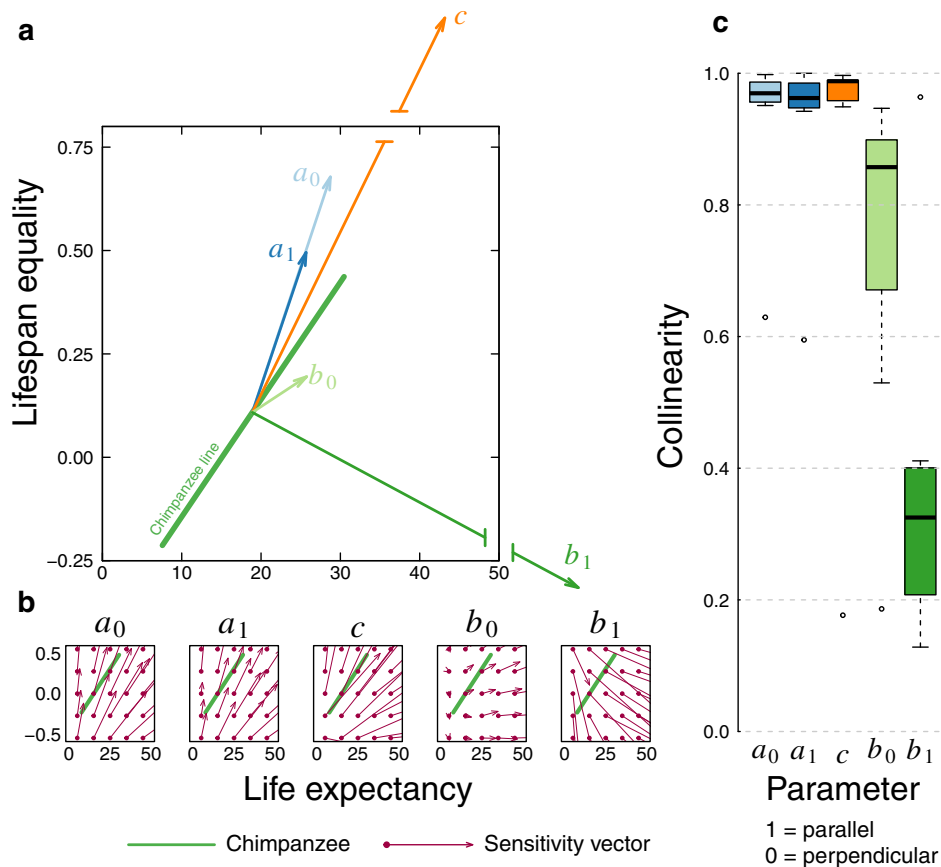 a
c
Lifespan equality
0.75
0.50
0.25
0.00
−0.25
0 10 20 30 40 50
c
a0
a1
b0
b1
Chimpanzee line
b
a0 a1 c b0 b1
0.5
0.0
−0.5
0 25 50 0 25 50 0 25 50 0 25 50 0 25 50
Life expectancy
Chimpanzee Sensitivity vector
Collinearity
1.0
0.8
0.6
0.4
0.2
0.0
a0 a1 c b0 b1
Parameter
1 = parallel
0 = perpendicular